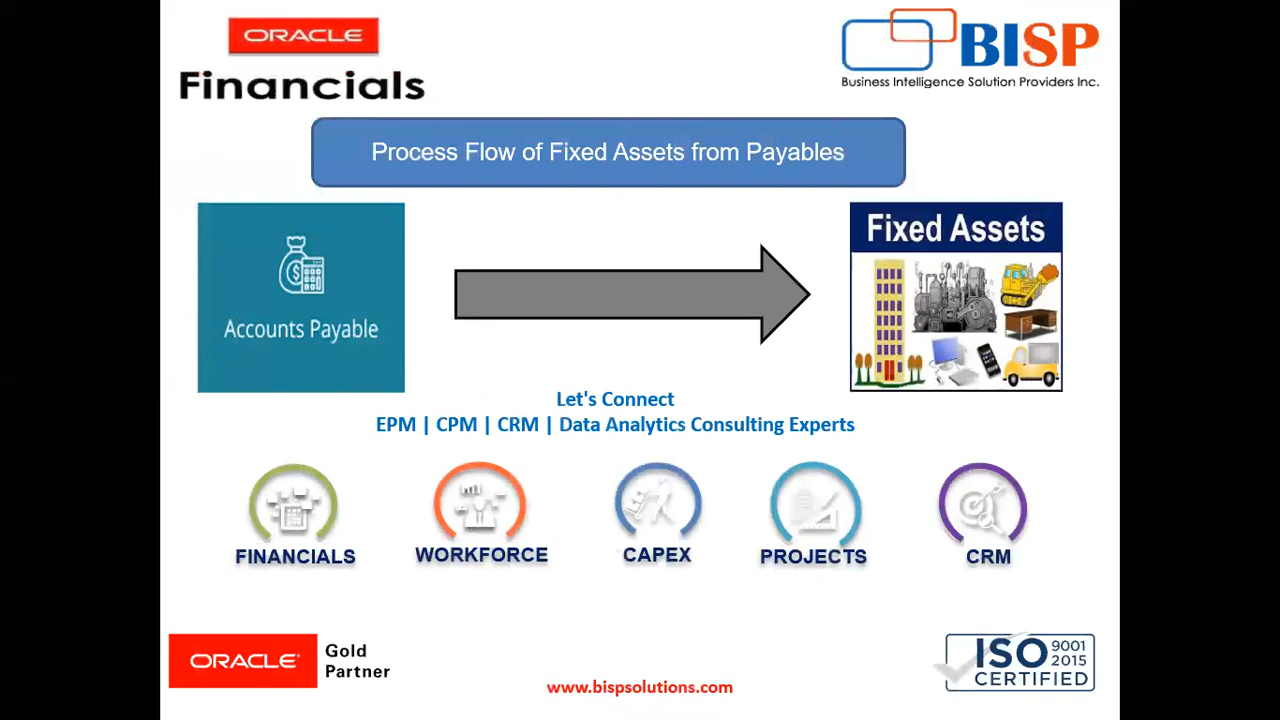 ORACLE
Financials
BISP
Business Intelligence Solution Providers Inc.
Process Flow of Fixed Assets from Payables
Accounts Payable
Fixed Assets
Let's Connect
EPM | CPM | CRM | Data Analytics Consulting Experts
FINANCIALS
WORKFORCE
CAPEX
PROJECTS
CRM
ORACLE®
Gold
Partner
www.bispsolutions.com
ISO 9001
2015
CERTIFIED